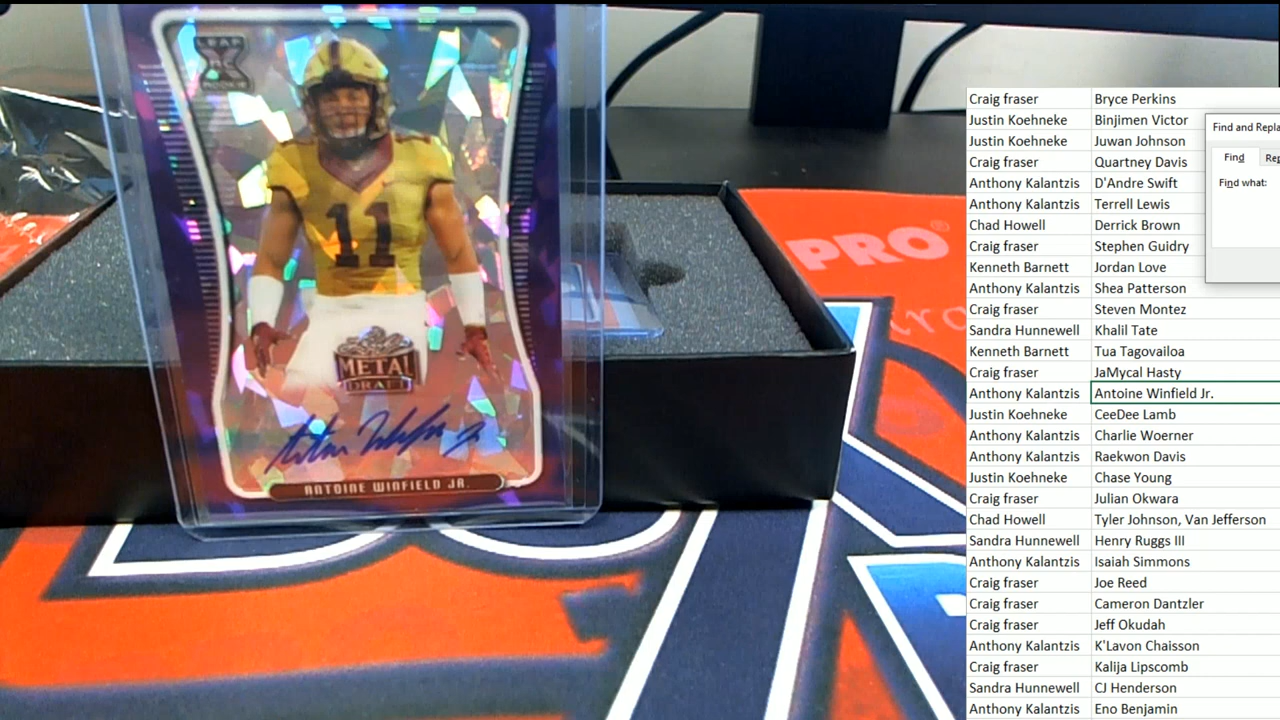 LEAF
RC
ROOKIE
11
METAL
DRAFT
ANTOINE WINFIELD JR.
PRO®
Craig fraser Bryce Perkins
Justin Koehneke Binjimen Victor
Justin Koehneke Juwan Johnson
Craig fraser Quartney Davis
Anthony Kalantzis D'Andre Swift
Anthony Kalantzis Terrell Lewis
Chad Howell Derrick Brown
Craig fraser Stephen Guidry
Kenneth Barnett Jordan Love
Anthony Kalantzis Shea Patterson
Craig fraser Steven Montez
Sandra Hunnewell Khalil Tate
Kenneth Barnett Tua Tagovailoa
Craig fraser JaMycal Hasty
Anthony Kalantzis Antoine Winfield Jr.
Justin Koehneke CeeDee Lamb
Anthony Kalantzis Charlie Woerner
Anthony Kalantzis Raekwon Davis
Justin Koehneke Chase Young
Craig fraser Julian Okwara
Chad Howell Tyler Johnson, Van Jefferson
Sandra Hunnewell Henry Ruggs III
Anthony Kalantzis Isaiah Simmons
Craig fraser Joe Reed
Craig fraser Cameron Dantzler
Craig fraser Jeff Okudah
Anthony Kalantzis K'Lavon Chaisson
Craig fraser Kalija Lipscomb
Sandra Hunnewell CJ Henderson
Anthony Kalantzis Eno Benjamin
Find and Repla
Find Rep
Find what: